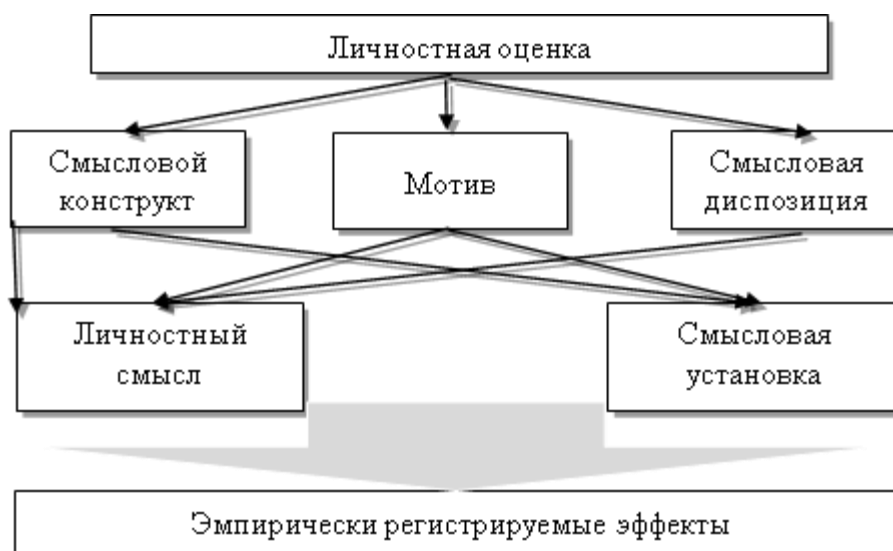 Личностная оценка
Смысловой
конструкт
Мотив
Смысловая
диспозиция
Личностный
смысл
Смысловая
установка
Эмпирически регистрируемые эффекты